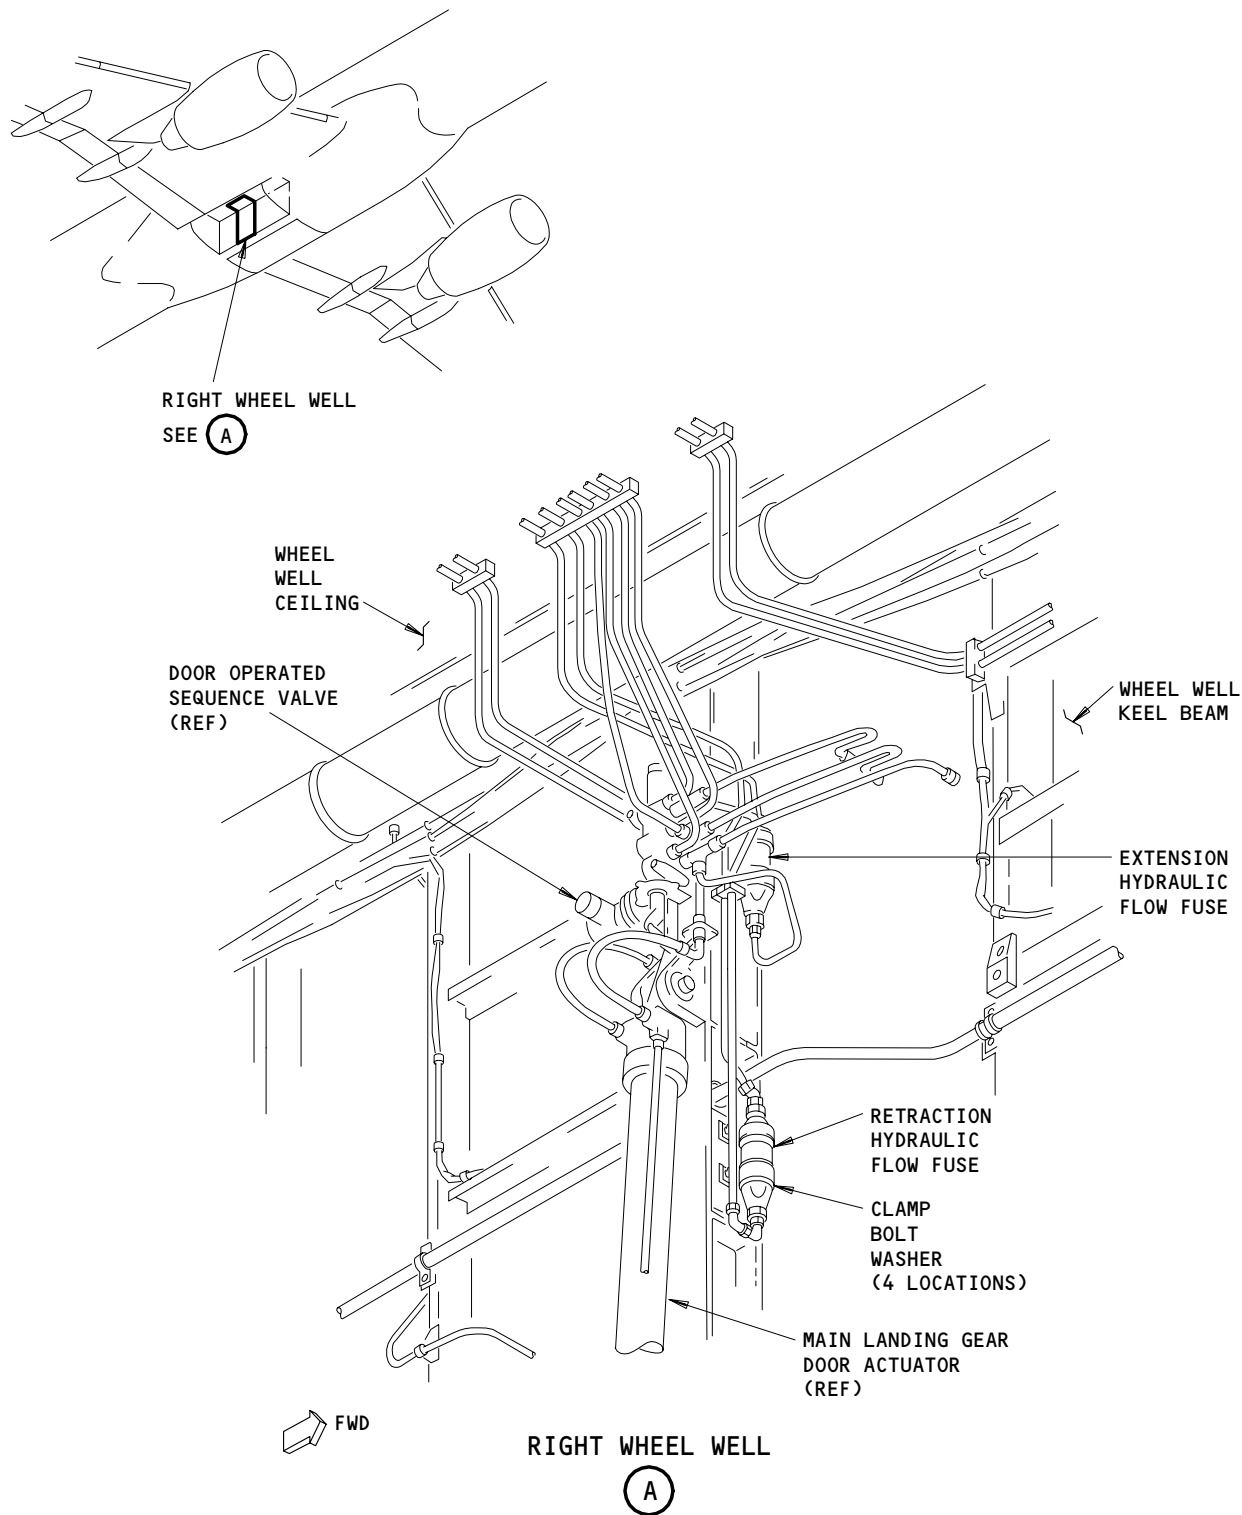 RIGHT WHEEL WELL
SEE A
WHEEL
WELL
CEILING
DOOR OPERATED
SEQUENCE VALVE
(REF)
WHEEL WELL
KEEL BEAM
EXTENSION
HYDRAULIC
FLOW FUSE
RETRACTION
HYDRAULIC
FLOW FUSE
CLAMP
BOLT
WASHER
(4 LOCATIONS)
MAIN LANDING GEAR
DOOR ACTUATOR
(REF)
FWD
RIGHT WHEEL WELL
A